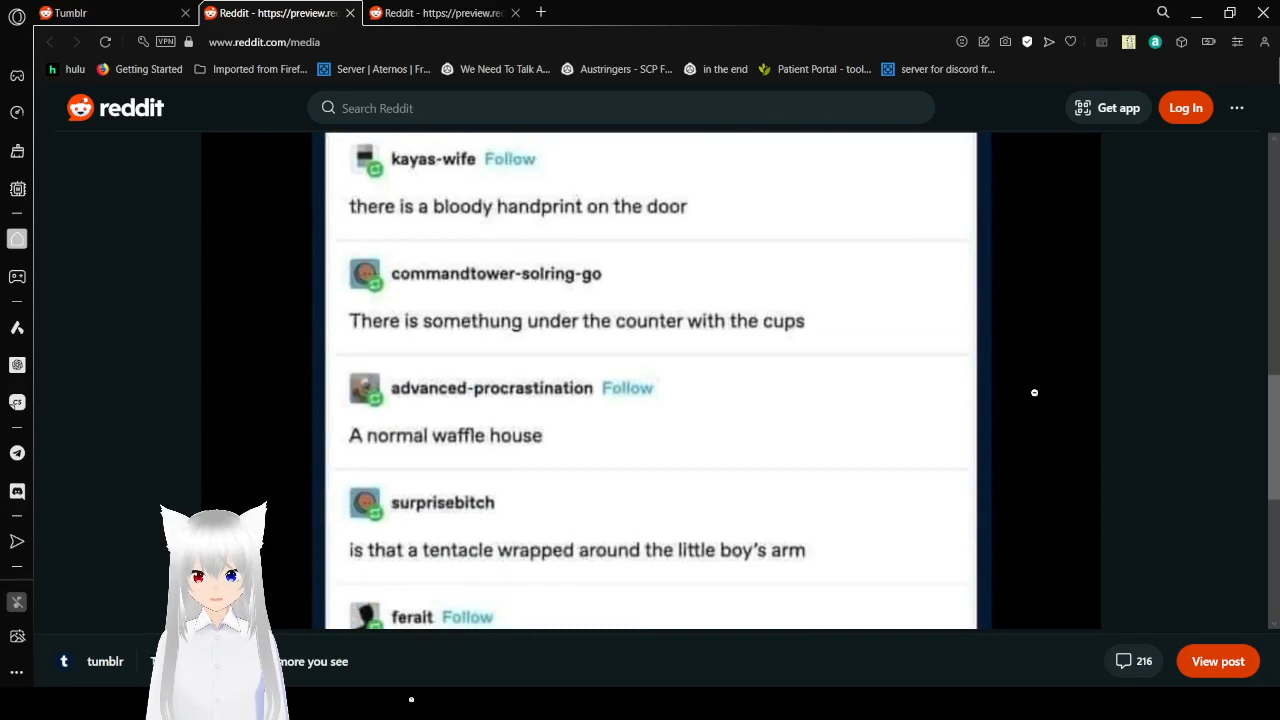 Tumblr
Reddit - https://preview.rec
Reddit - https://preview.rec
VPN
www.reddit.com/media
hulu
Getting Started
Imported from Firef...
Server | Aternos | Fr...
We Need To Talk A...
Austringers - SCP F...
in the end
Patient Portal - tool...
server for discord fr...
reddit
Search Reddit
Get app
Log In
kayas-wife Follow
there is a bloody handprint on the door
commandtower-solring-go
There is somethung under the counter with the cups
advanced-procrastination Follow
A normal waffle house
surprisebitch
is that a tentacle wrapped around the little boy's arm
ferait Follow
t tumblr
more you see
216
View post